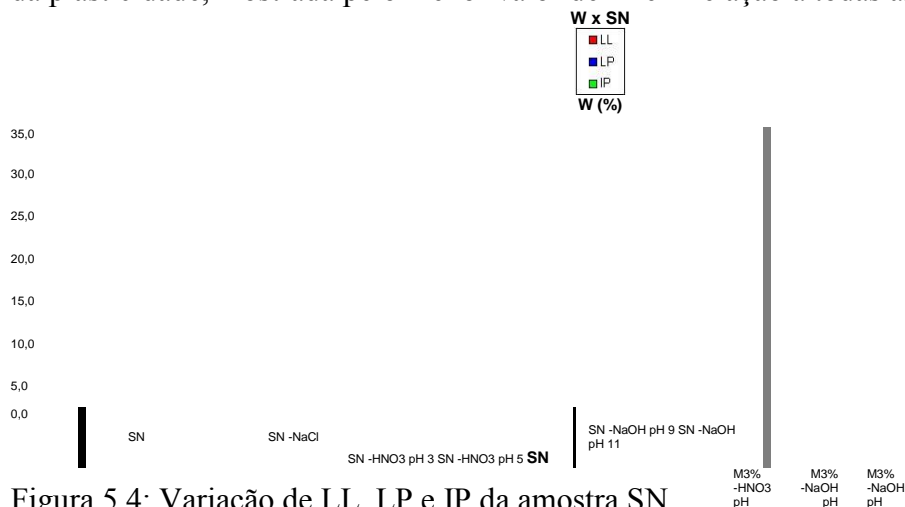 W x SN
LL
LP
IP
W (%)
35,0
30,0
25,0
20,0
15,0
10,0
5,0
0,0
SN
SN -NaCl
SN -HNO3 pH 3 SN -HNO3 pH 5 SN
SN -NaOH pH 9 SN -NaOH
pH 11
M3%
-HNO3
pH
M3%
-NaOH
pH
M3%
-NaOH
pH
Figura 5.4: Variação de LL, LP e IP da amostra SN